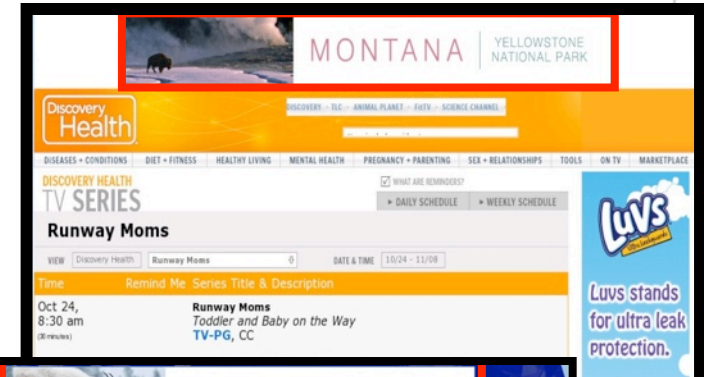 MONTANA YELLOWSTONE
NATIONAL PARK
Discovery
Health
DISCOVERY • TLC • ANIMAL PLANET • FitTV • SCIENCE CHANNEL
DISEASES + CONDITIONS DIET + FITNESS HEALTHY LIVING MENTAL HEALTH PREGNANCY + PARENTING SEX + RELATIONSHIPS TOOLS ON TV MARKETPLACE
DISCOVERY HEALTH
TV SERIES
WHAT ARE REMINDERS?
► DAILY SCHEDULE ► WEEKLY SCHEDULE
Runway Moms
VIEW Discovery Health Runway Moms DATE & TIME 10/24 - 11/08
Time Remind Me Series Title & Description
Oct 24,
8:30 am
(30 minutes)
Runway Moms
Toddler and Baby on the Way
TV-PG, CC
Luvs
Ultra Leakguards
Luvs stands
for ultra leak
protection.